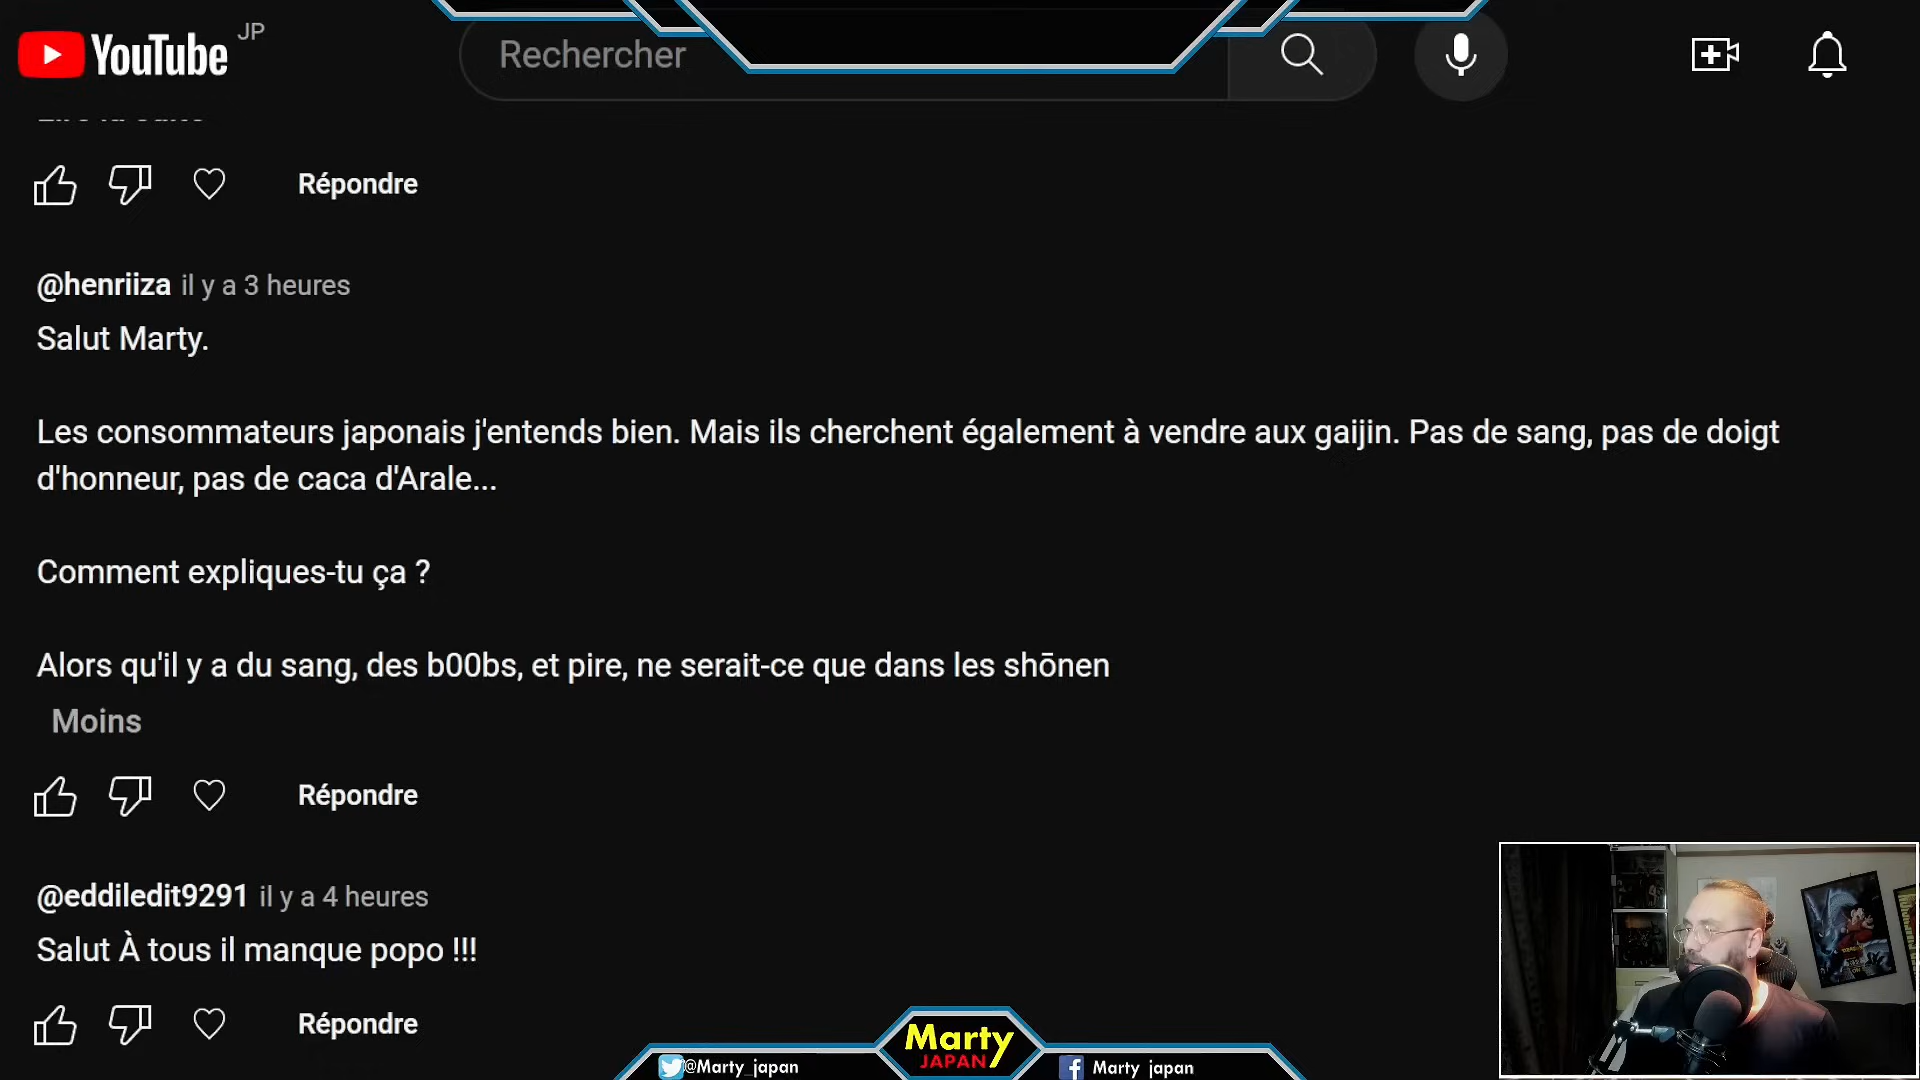 YouTube JP
Rechercher
Répondre
@henriiza il y a 3 heures
Salut Marty.
Les consommateurs japonais j'entends bien. Mais ils cherchent également à vendre aux gaijin. Pas de sang, pas de doigt
d'honneur, pas de caca d'Arale...
Comment expliques-tu ça ?
Alors qu'il y a du sang, des b00bs, et pire, ne serait-ce que dans les shōnen
Moins
Répondre
@eddiledit9291 il y a 4 heures
Salut À tous il manque popo !!!
Répondre
Marty
JAPAN
@Marty_japan
Marty japan